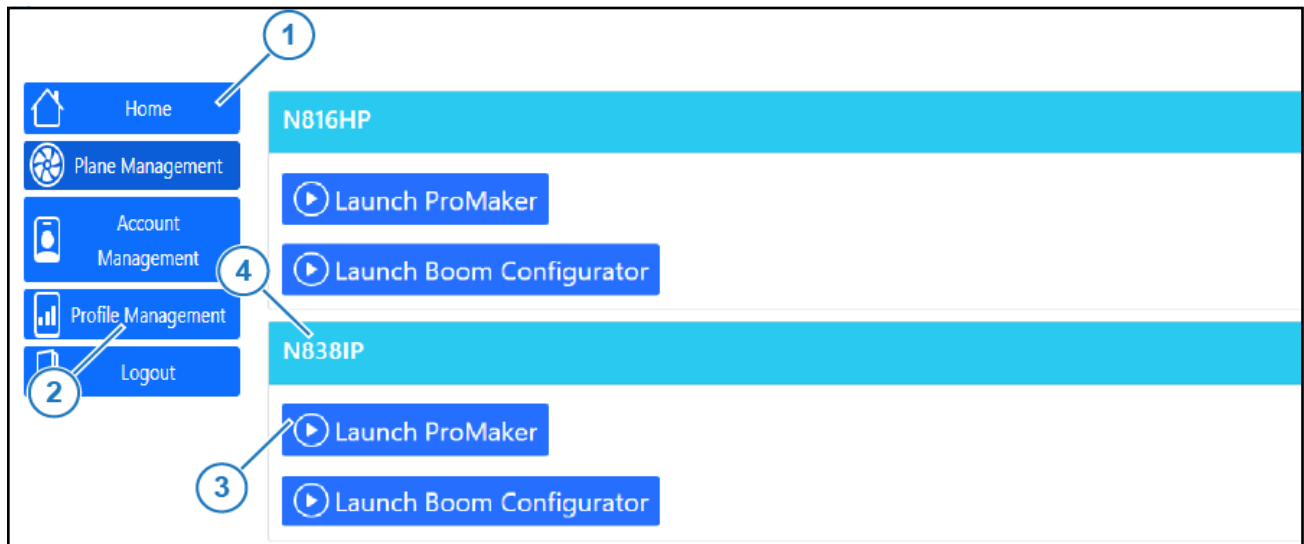 1
Home
Plane Management
Account
Management
Profile Management
Logout
2
N816HP
Launch ProMaker
Launch Boom Configurator
4
N838IP
Launch ProMaker
3
Launch Boom Configurator